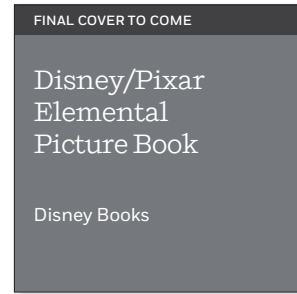 FINAL COVER TO COME
Disney/Pixar
Elemental
Picture Book
Disney Books